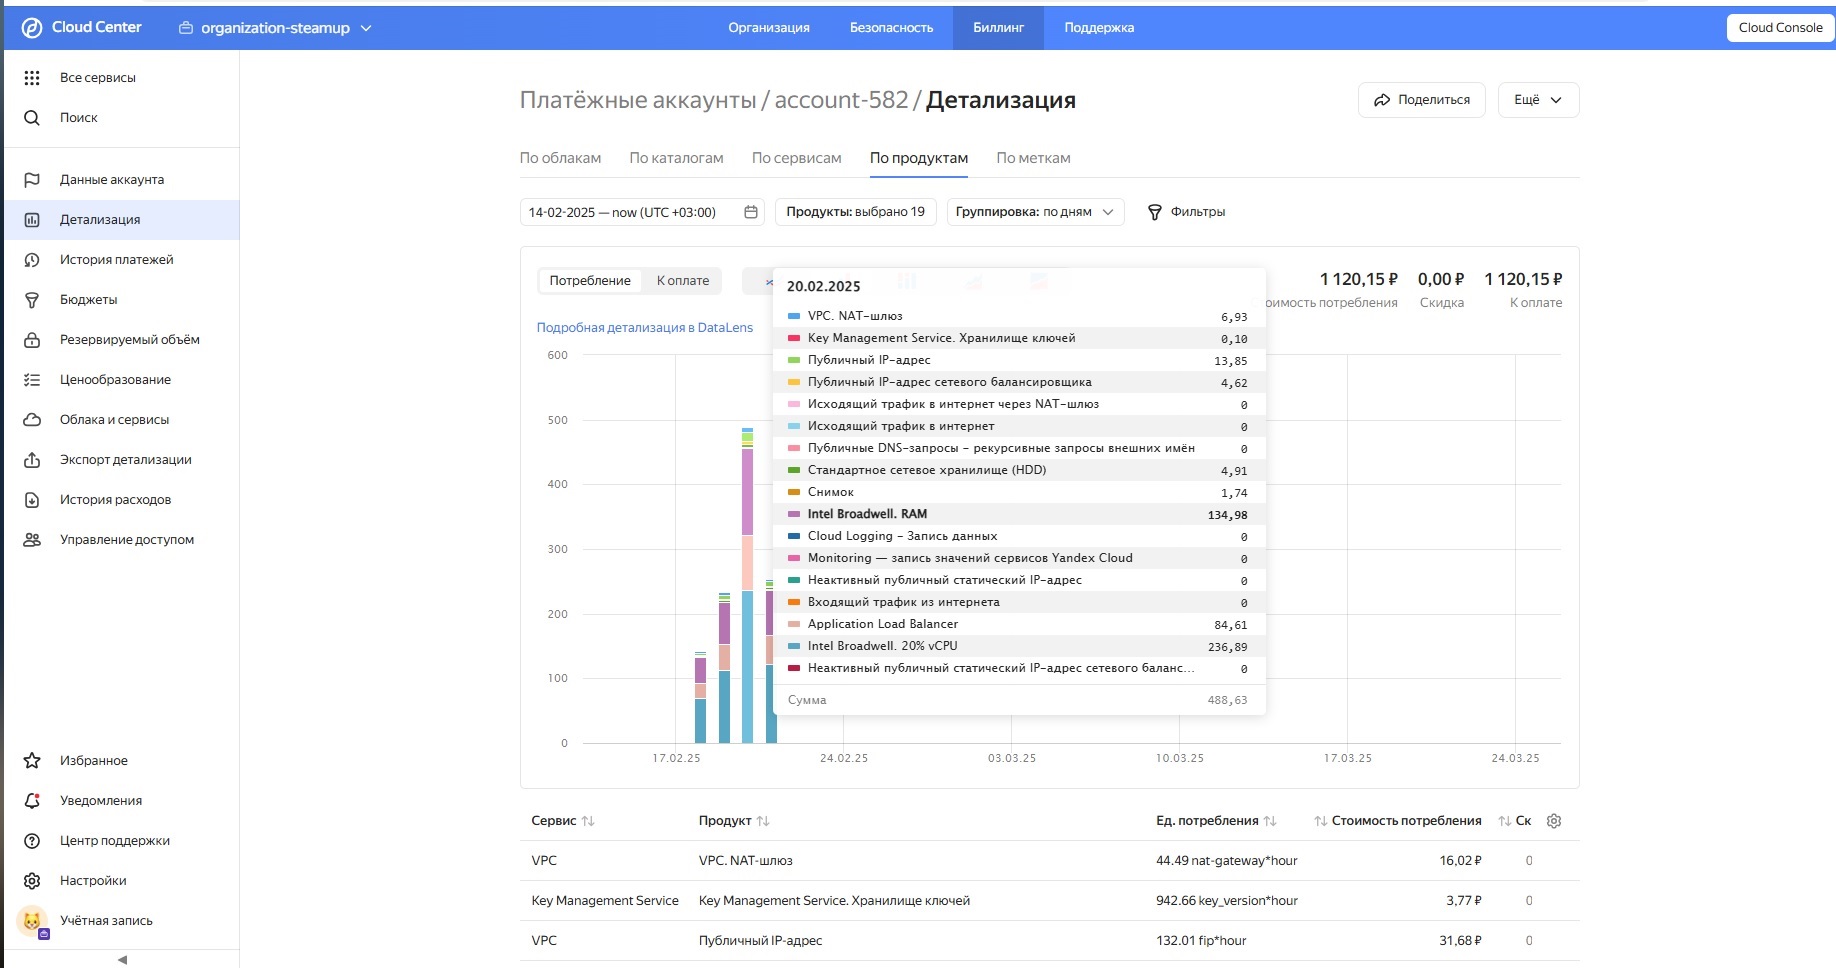 Cloud Center
organization-steamup
Организация
Безопасность
Биллинг
Поддержка
Cloud Console
Все сервисы
Поиск
Данные аккаунта
Детализация
История платежей
Бюджеты
Резервируемый объём
Ценообразование
Облака и сервисы
Экспорт детализации
История расходов
Управление доступом
Избранное
Уведомления
Центр поддержки
Настройки
Учётная запись
Платёжные аккаунты / account-582 / Детализация
Поделиться
Ещё
По облакам
По каталогам
По сервисам
По продуктам
По меткам
14-02-2025 — now (UTC +03:00)
Продукты: выбрано 19
Группировка: по дням
Фильтры
Потребление
К оплате
1 120,15 ₽
0,00 ₽
1 120,15 ₽
оимость потребления
Скидка
К оплате
Подробная детализация в DataLens
20.02.2025
VPC. NAT-шлюз 6,93
Key Management Service. Хранилище ключей 0,10
Публичный IP-адрес 13,85
Публичный IP-адрес сетевого балансировщика 4,62
Исходящий трафик в интернет через NAT-шлюз 0
Исходящий трафик в интернет 0
Публичные DNS-запросы - рекурсивные запросы внешних имён 0
Стандартное сетевое хранилище (HDD) 4,91
Снимок 1,74
Intel Broadwell. RAM 134,98
Cloud Logging - Запись данных 0
Monitoring — запись значений сервисов Yandex Cloud 0
Неактивный публичный статический IP-адрес 0
Входящий трафик из интернета 0
Application Load Balancer 84,61
Intel Broadwell. 20% vCPU 236,89
Неактивный публичный статический IP-адрес сетевого баланс... 0
Сумма 488,63
600
500
400
300
200
100
0
17.02.25
24.02.25
03.03.25
10.03.25
17.03.25
24.03.25
Сервис
Продукт
Ед. потребления
Стоимость потребления
Ск
VPC VPC. NAT-шлюз 44.49 nat-gateway*hour 16,02 ₽ 0
Key Management Service Key Management Service. Хранилище ключей 942.66 key_version*hour 3,77 ₽ 0
VPC Публичный IP-адрес 132.01 fip*hour 31,68 ₽ 0